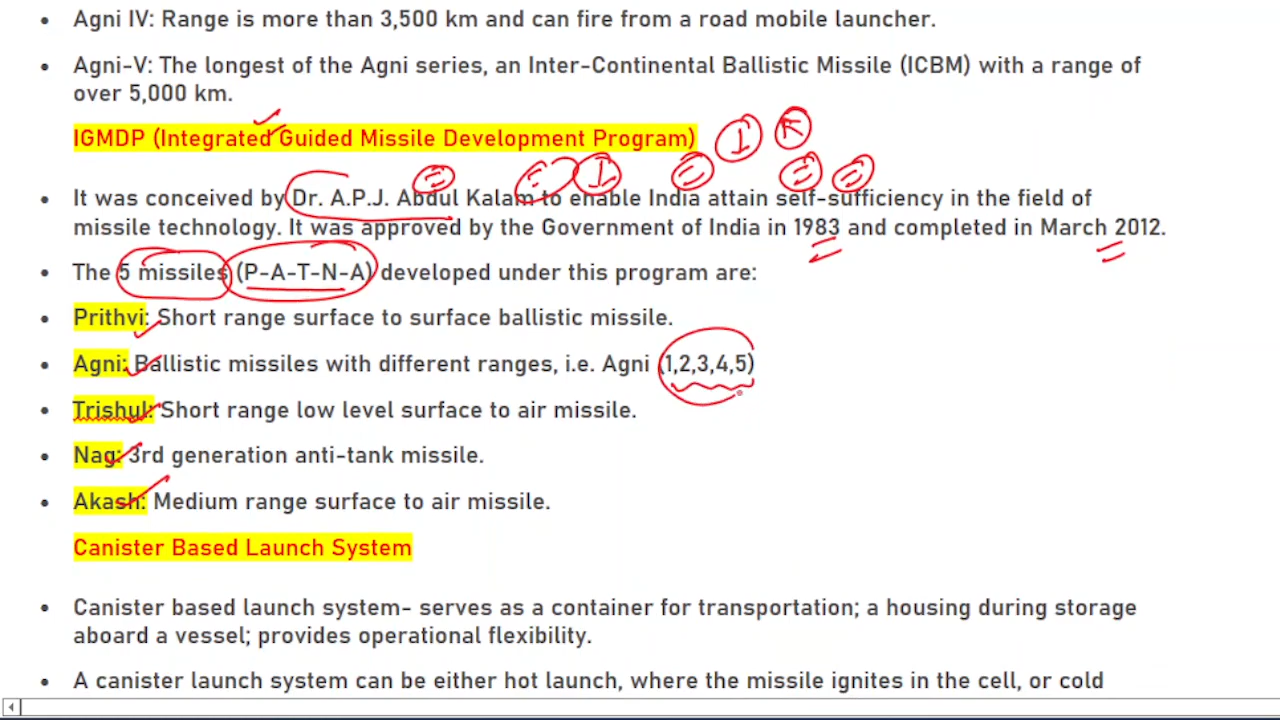 • Agni IV: Range is more than 3,500 km and can fire from a road mobile launcher.
• Agni-V: The longest of the Agni series, an Inter-Continental Ballistic Missile (ICBM) with a range of
over 5,000 km.
IGMDP (Integrated Guided Missile Development Program)
• It was conceived by Dr. A.P.J. Abdul Kalam to enable India attain self-sufficiency in the field of
missile technology. It was approved by the Government of India in 1983 and completed in March 2012.
• The 5 missiles (P-A-T-N-A) developed under this program are:
• Prithvi: Short range surface to surface ballistic missile.
• Agni: Ballistic missiles with different ranges, i.e. Agni (1,2,3,4,5)
• Trishul: Short range low level surface to air missile.
• Nag: 3rd generation anti-tank missile.
• Akash: Medium range surface to air missile.
Canister Based Launch System
• Canister based launch system- serves as a container for transportation; a housing during storage
aboard a vessel; provides operational flexibility.
• A canister launch system can be either hot launch, where the missile ignites in the cell, or cold